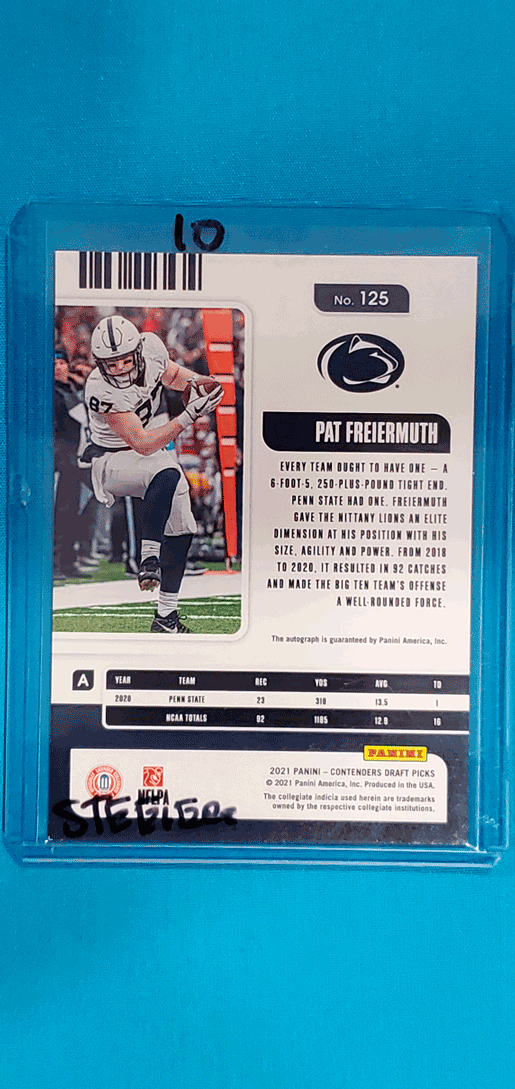 10
No. 125
PAT FREIERMUTH
EVERY TEAM OUGHT TO HAVE ONE – A
6-FOOT-5, 250-PLUS-POUND TIGHT END.
PENN STATE HAD ONE. FREIERMUTH
GAVE THE NITTANY LIONS AN ELITE
DIMENSION AT HIS POSITION WITH HIS
SIZE, AGILITY AND POWER. FROM 2018
TO 2020, IT RESULTED IN 92 CATCHES
AND MADE THE BIG TEN TEAM'S OFFENSE
A WELL-ROUNDED FORCE.
87
The autograph is guaranteed by Panini America, Inc.
A YEAR TEAM REC YDS AVG TD
2020 PENN STATE 23 310 13.5 1
NCAA TOTALS 92 1185 12.9 16
PANINI
2021 PANINI – CONTENDERS DRAFT PICKS
© 2021 Panini America, Inc. Produced in the USA.
The collegiate indicia used herein are trademarks
owned by the respective collegiate institutions.
NFLPA
STEELERS